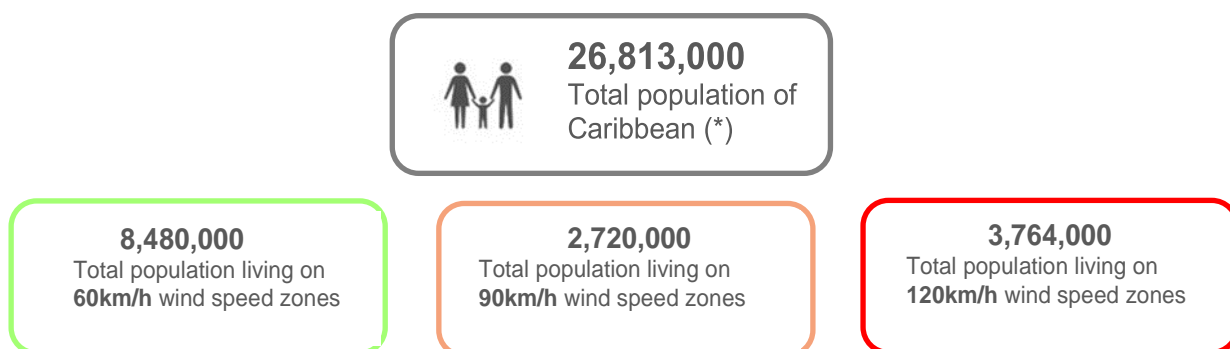 26,813,000
Total population of
Caribbean (*)
8,480,000
Total population living on
60km/h wind speed zones
2,720,000
Total population living on
90km/h wind speed zones
3,764,000
Total population living on
120km/h wind speed zones